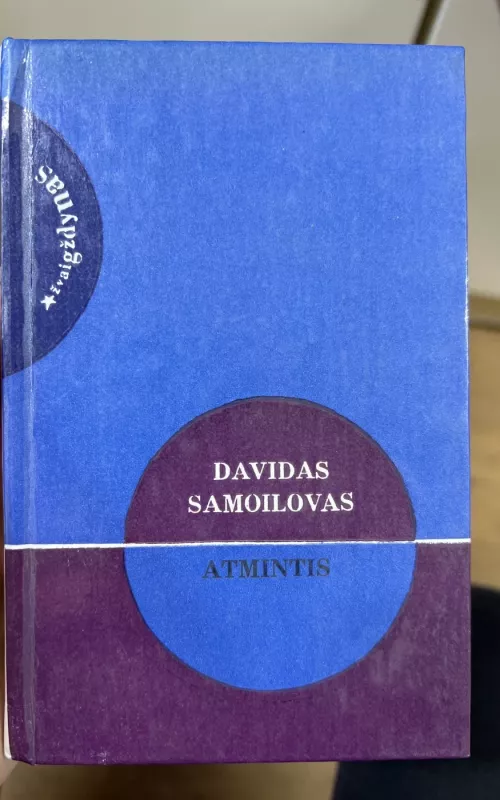 ★ žvaigždynas
DAVIDAS
SAMOILOVAS
ATMINTIS